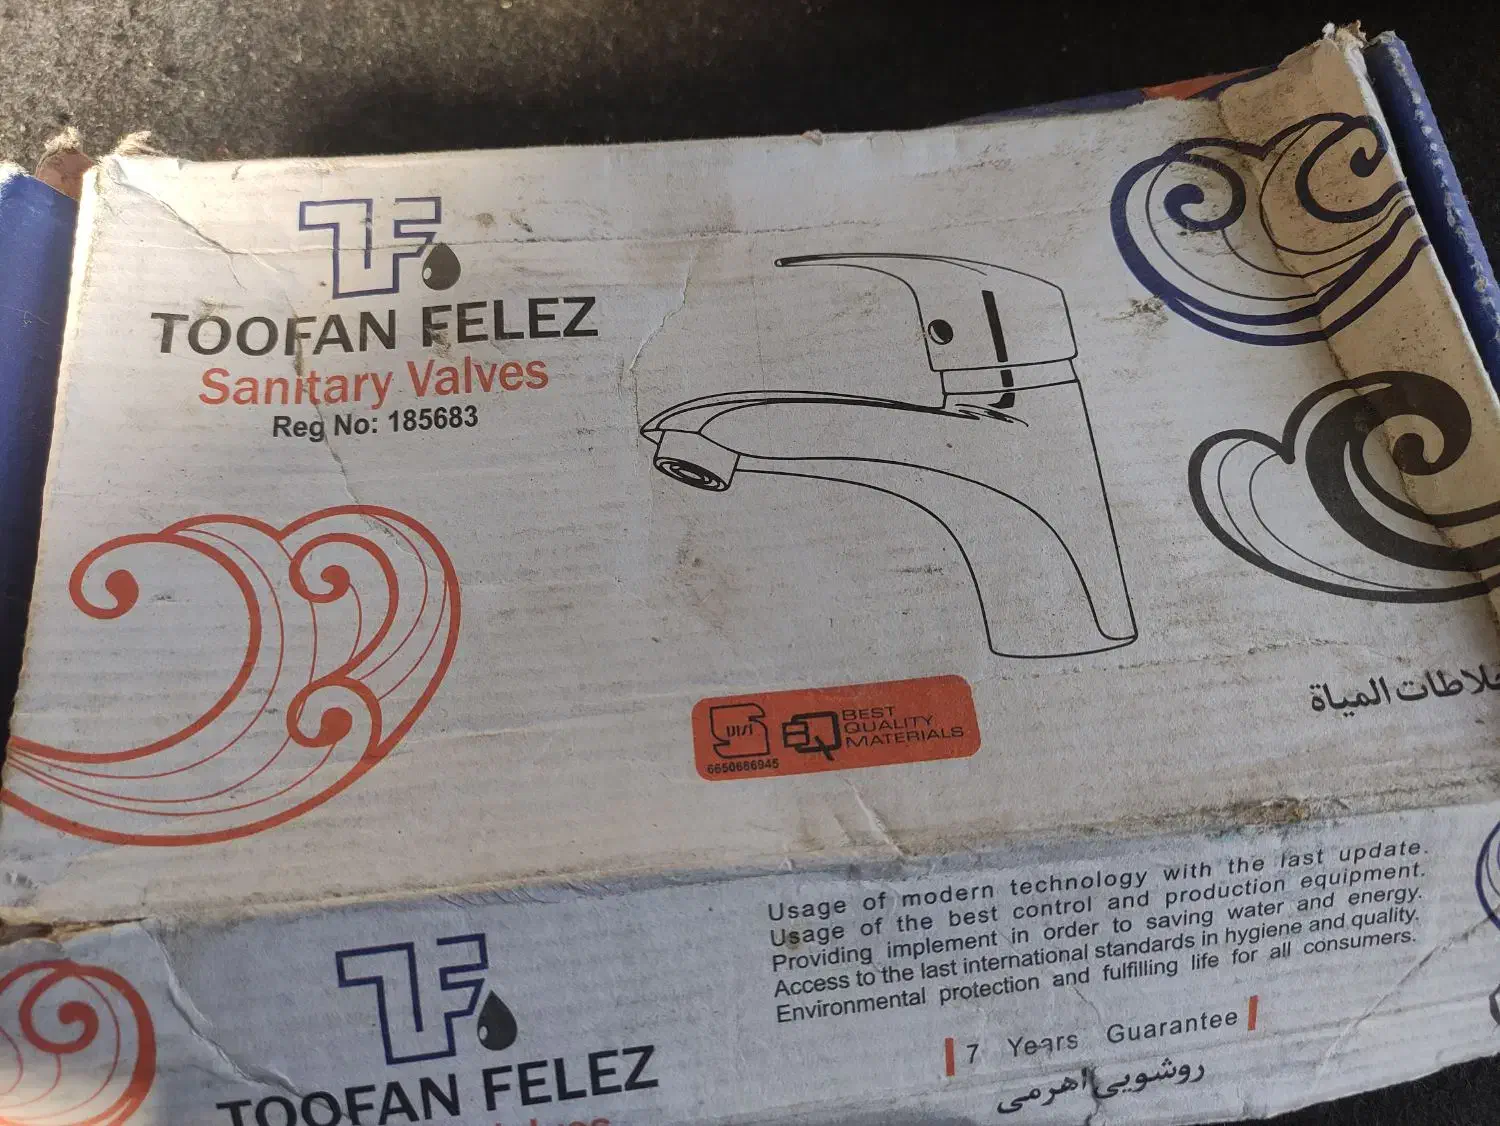 TF
TOOFAN FELEZ
Sanitary Valves
Reg No: 185683
BEST
QUALITY
MATERIALS
6650686945
المياة
Usage of modern technology with the last update.
Usage of the best control and production equipment.
Providing implement in order to saving water and energy.
Access to the last international standards in hygiene and quality.
Environmental protection and fulfilling life for all consumers.
7 Years Guarantee
روشویی اهرمی
TF
TOOFAN FELEZ